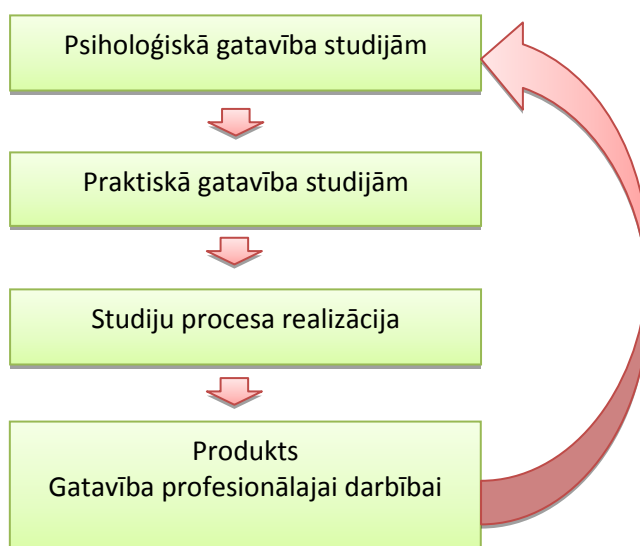 Psiholoģiskā gatavība studijām
Praktiskā gatavība studijām
Studiju procesa realizācija
Produkts
Gatavība profesionālajai darbībai